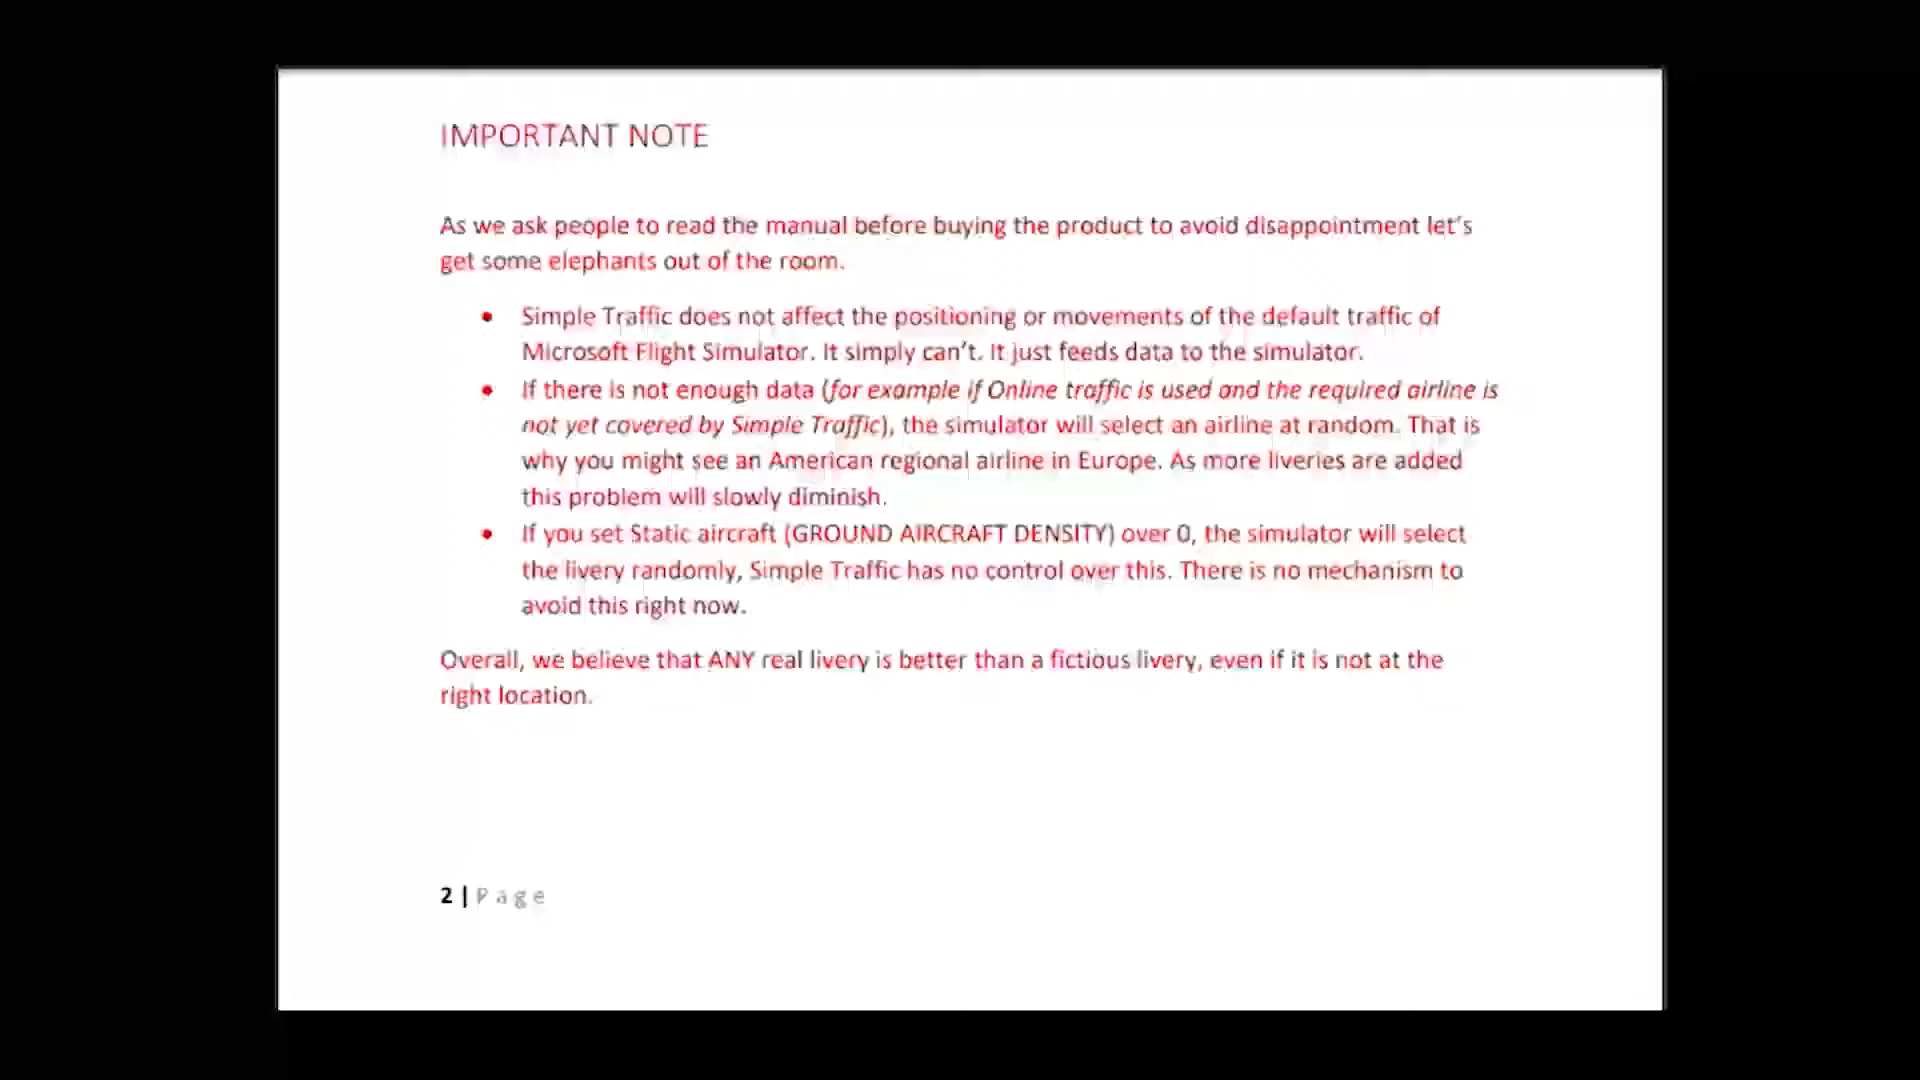 IMPORTANT NOTE
As we ask people to read the manual before buying the product to avoid disappointment let's
get some elephants out of the room.
• Simple Traffic does not affect the positioning or movements of the default traffic of
Microsoft Flight Simulator. It simply can't. It just feeds data to the simulator.
• If there is not enough data (for example if Online traffic is used and the required airline is
not yet covered by Simple Traffic), the simulator will select an airline at random. That is
why you might see an American regional airline in Europe. As more liveries are added
this problem will slowly diminish.
• If you set Static aircraft (GROUND AIRCRAFT DENSITY) over 0, the simulator will select
the livery randomly, Simple Traffic has no control over this. There is no mechanism to
avoid this right now.
Overall, we believe that ANY real livery is better than a fictious livery, even if it is not at the
right location.
2 | Page